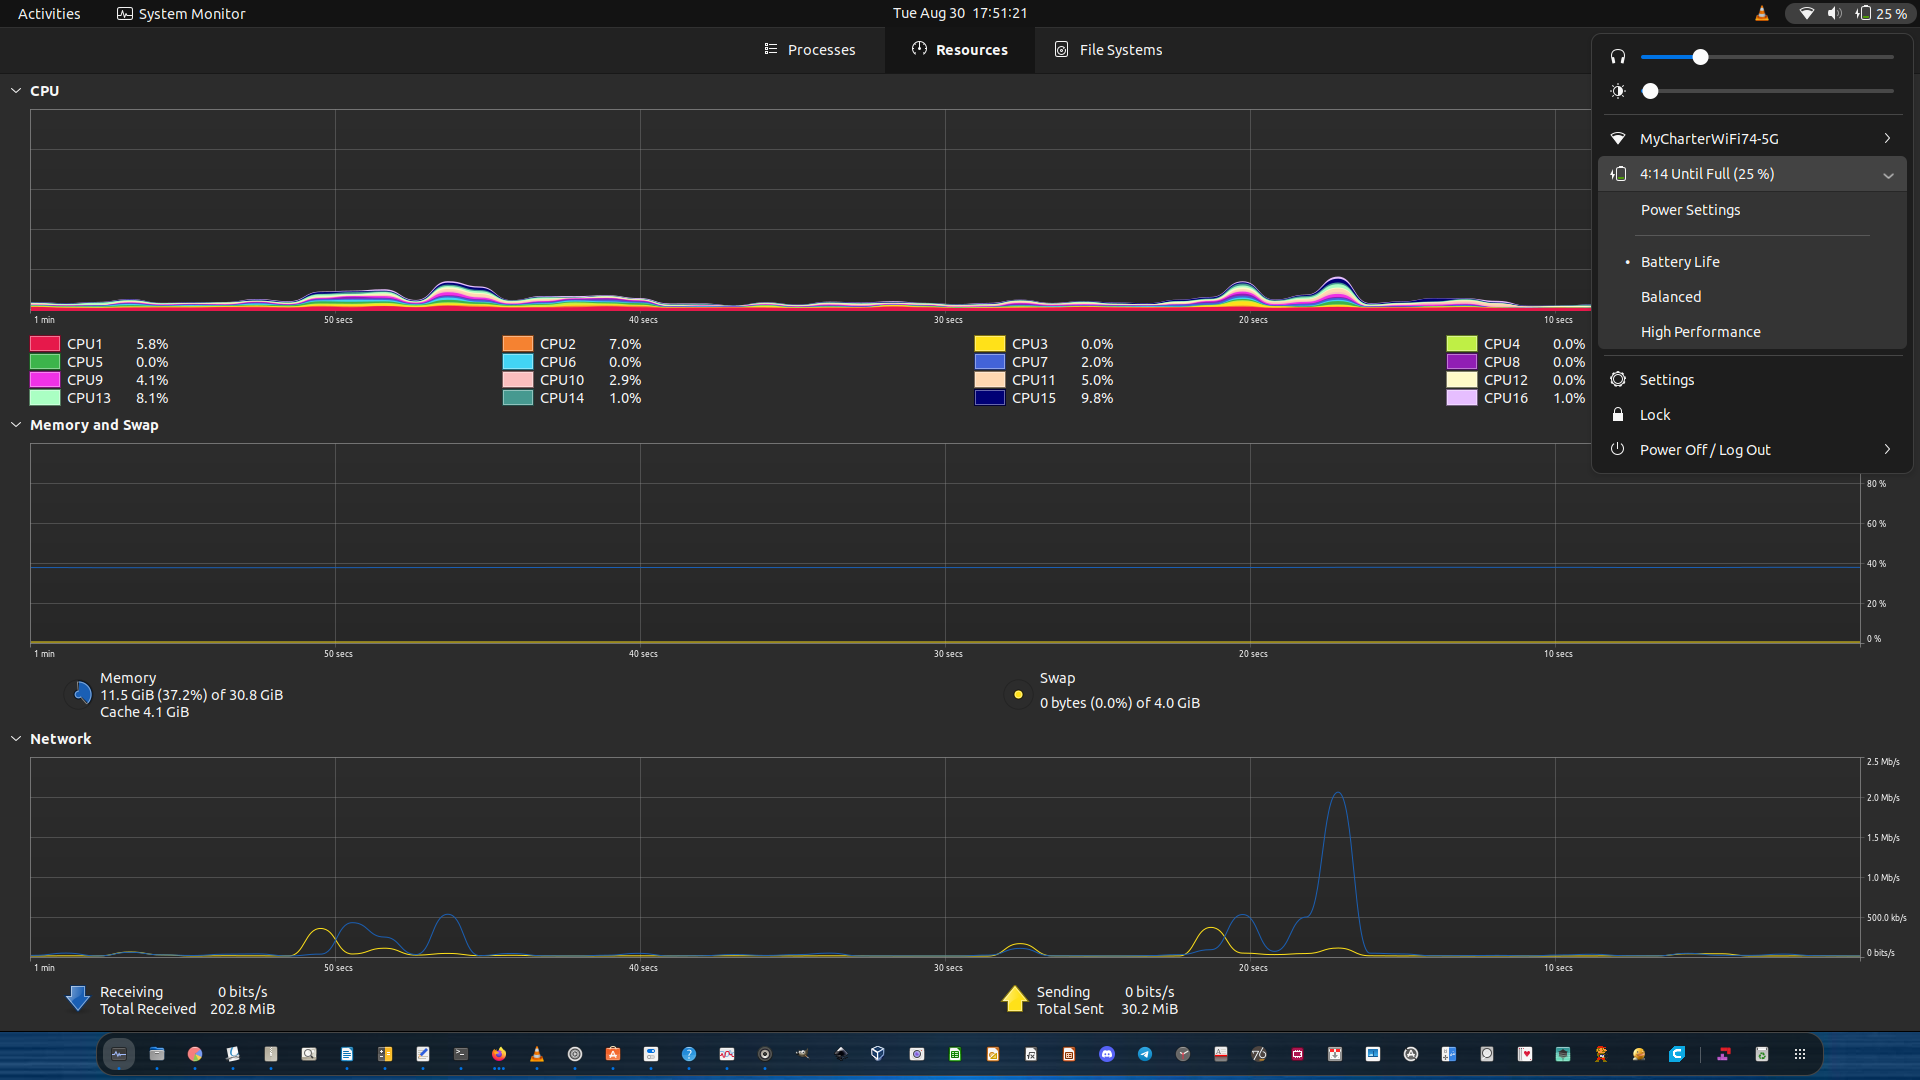 Activities
System Monitor
Tue Aug 30 17:51:21
25 %
Processes
Resources
File Systems
CPU
1 min
50 secs
40 secs
30 secs
20 secs
10 secs
CPU1 5.8%
CPU2 7.0%
CPU3 0.0%
CPU4 0.0%
CPU5 0.0%
CPU6 0.0%
CPU7 2.0%
CPU8 0.0%
CPU9 4.1%
CPU10 2.9%
CPU11 5.0%
CPU12 0.0%
CPU13 8.1%
CPU14 1.0%
CPU15 9.8%
CPU16 1.0%
MyCharterWiFi74-5G
4:14 Until Full (25 %)
Power Settings
• Battery Life
Balanced
High Performance
Settings
Lock
Power Off / Log Out
Memory and Swap
80 %
60 %
40 %
20 %
0 %
1 min
50 secs
40 secs
30 secs
20 secs
10 secs
Memory
11.5 GiB (37.2%) of 30.8 GiB
Cache 4.1 GiB
Swap
0 bytes (0.0%) of 4.0 GiB
Network
2.5 Mb/s
2.0 Mb/s
1.5 Mb/s
1.0 Mb/s
500.0 kb/s
0 bits/s
1 min
50 secs
40 secs
30 secs
20 secs
10 secs
Receiving 0 bits/s
Total Received 202.8 MiB
Sending 0 bits/s
Total Sent 30.2 MiB
76